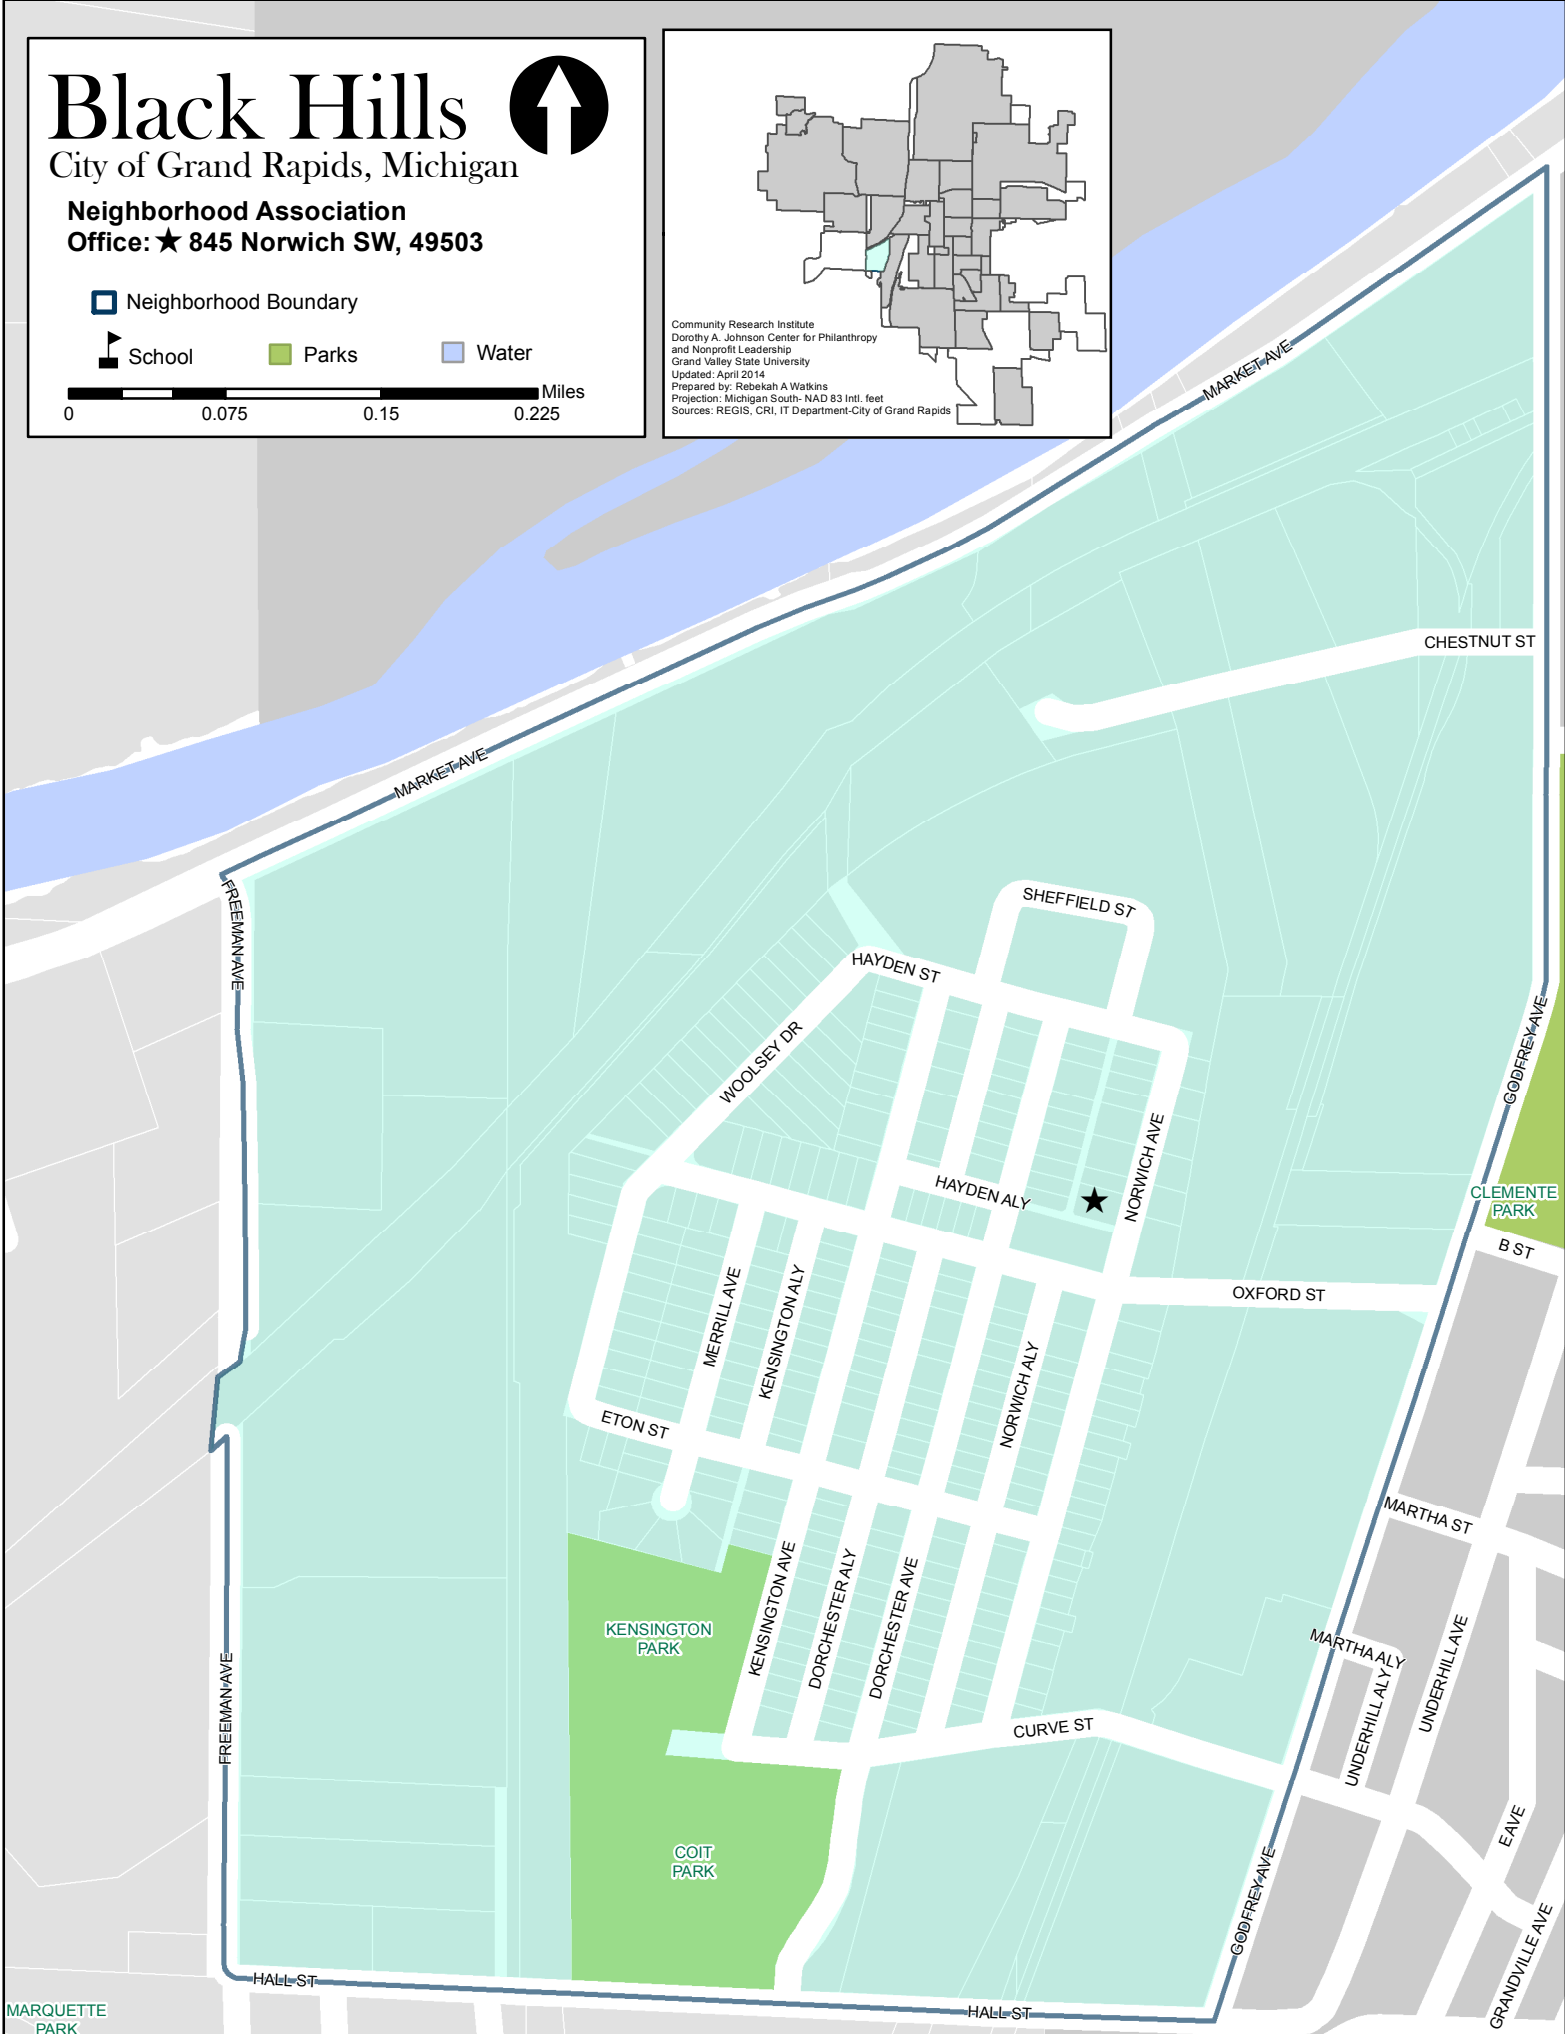 Black Hills
City of Grand Rapids, Michigan
Neighborhood Association
Office: ★ 845 Norwich SW, 49503
Neighborhood Boundary
School
Parks
Water
Miles
0
0.075
0.15
0.225
Community Research Institute
Dorothy A. Johnson Center for Philanthropy
and Nonprofit Leadership
Grand Valley State University
Updated: April 2014
Prepared by: Rebekah A Watkins
Projection: Michigan South- NAD 83 Intl. feet
Sources: REGIS, CRI, IT Department-City of Grand Rapids
MARKET AVE
CHESTNUT ST
MARKET AVE
FREEMAN AVE
SHEFFIELD ST
HAYDEN ST
WOOLSEY DR
GODFREY AVE
NORWICH AVE
HAYDEN ALY
CLEMENTE
PARK
B ST
OXFORD ST
MERRILL AVE
KENSINGTON ALY
NORWICH ALY
ETON ST
MARTHA ST
KENSINGTON AVE
DORCHESTER ALY
DORCHESTER AVE
KENSINGTON
PARK
MARTHA ALY
UNDERHILL ALY
UNDERHILL AVE
FREEMAN AVE
CURVE ST
E AVE
COIT
PARK
GODFREY AVE
GRANDVILLE AVE
HALL ST
HALL ST
MARQUETTE
PARK